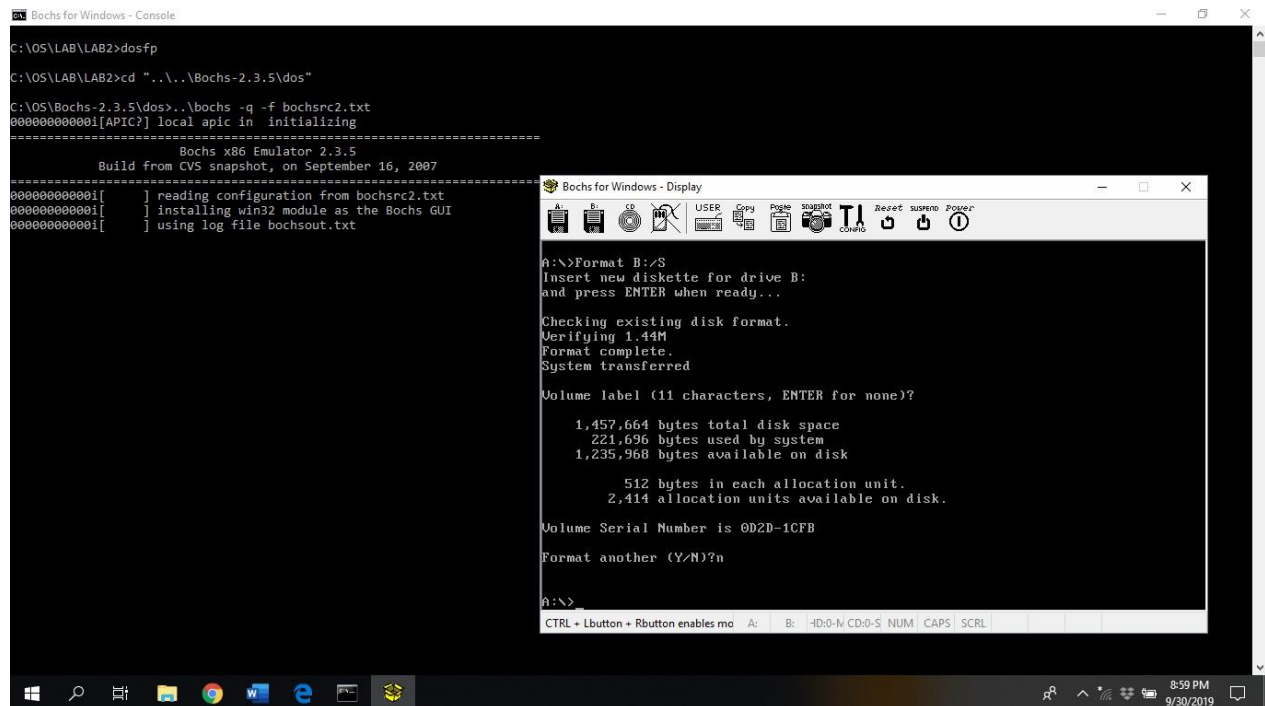 Bochs for Windows - Console
C:\OS\LAB\LAB2>dosfp
C:\OS\LAB\LAB2>cd "..\..\Bochs-2.3.5\dos"
C:\OS\Bochs-2.3.5\dos>..\bochs -q -f bochsrc2.txt
00000000000i[APIC?] local apic in  initializing
========================================================================
Bochs x86 Emulator 2.3.5
Build from CVS snapshot, on September 16, 2007
========================================================================
00000000000i[     ] reading configuration from bochsrc2.txt
00000000000i[     ] installing win32 module as the Bochs GUI
00000000000i[     ] using log file bochsout.txt
Bochs for Windows - Display
A: B: CD USER Copy Paste snapshot CONFIG Reset SUSPEND Power
A:\>Format B:/S
Insert new diskette for drive B:
and press ENTER when ready...
Checking existing disk format.
Verifying 1.44M
Format complete.
System transferred
Volume label (11 characters, ENTER for none)?
1,457,664 bytes total disk space
221,696 bytes used by system
1,235,968 bytes available on disk
512 bytes in each allocation unit.
2,414 allocation units available on disk.
Volume Serial Number is 0D2D-1CFB
Format another (Y/N)?n
A:\>_
CTRL + Lbutton + Rbutton enables mo A: B: HD:0-M CD:0-S NUM CAPS SCRL
8:59 PM
9/30/2019